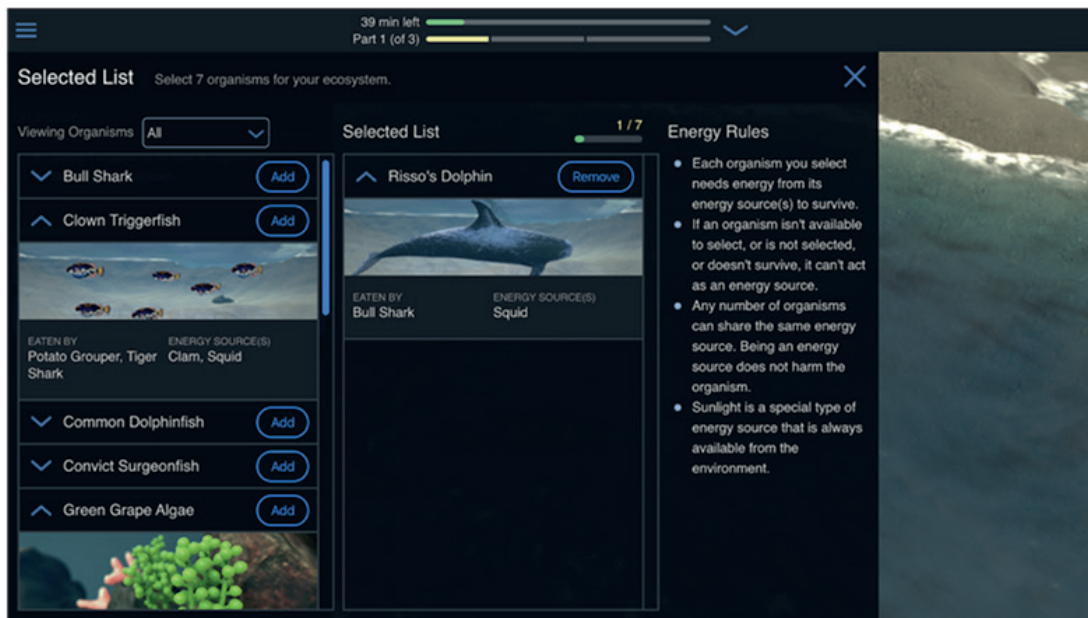 39 min left
Part 1 (of 3)
Selected List
Select 7 organisms for your ecosystem.
Viewing Organisms
All
Bull Shark
Add
Clown Triggerfish
Add
EATEN BY
Potato Grouper, Tiger
Shark
ENERGY SOURCE(S)
Clam, Squid
Common Dolphinfish
Add
Convict Surgeonfish
Add
Green Grape Algae
Add
Selected List
1 / 7
Risso's Dolphin
Remove
EATEN BY
Bull Shark
ENERGY SOURCE(S)
Squid
Energy Rules
Each organism you select
needs energy from its
energy source(s) to survive.
If an organism isn't available
to select, or is not selected,
or doesn't survive, it can't act
as an energy source.
Any number of organisms
can share the same energy
source. Being an energy
source does not harm the
organism.
Sunlight is a special type of
energy source that is always
available from the
environment.